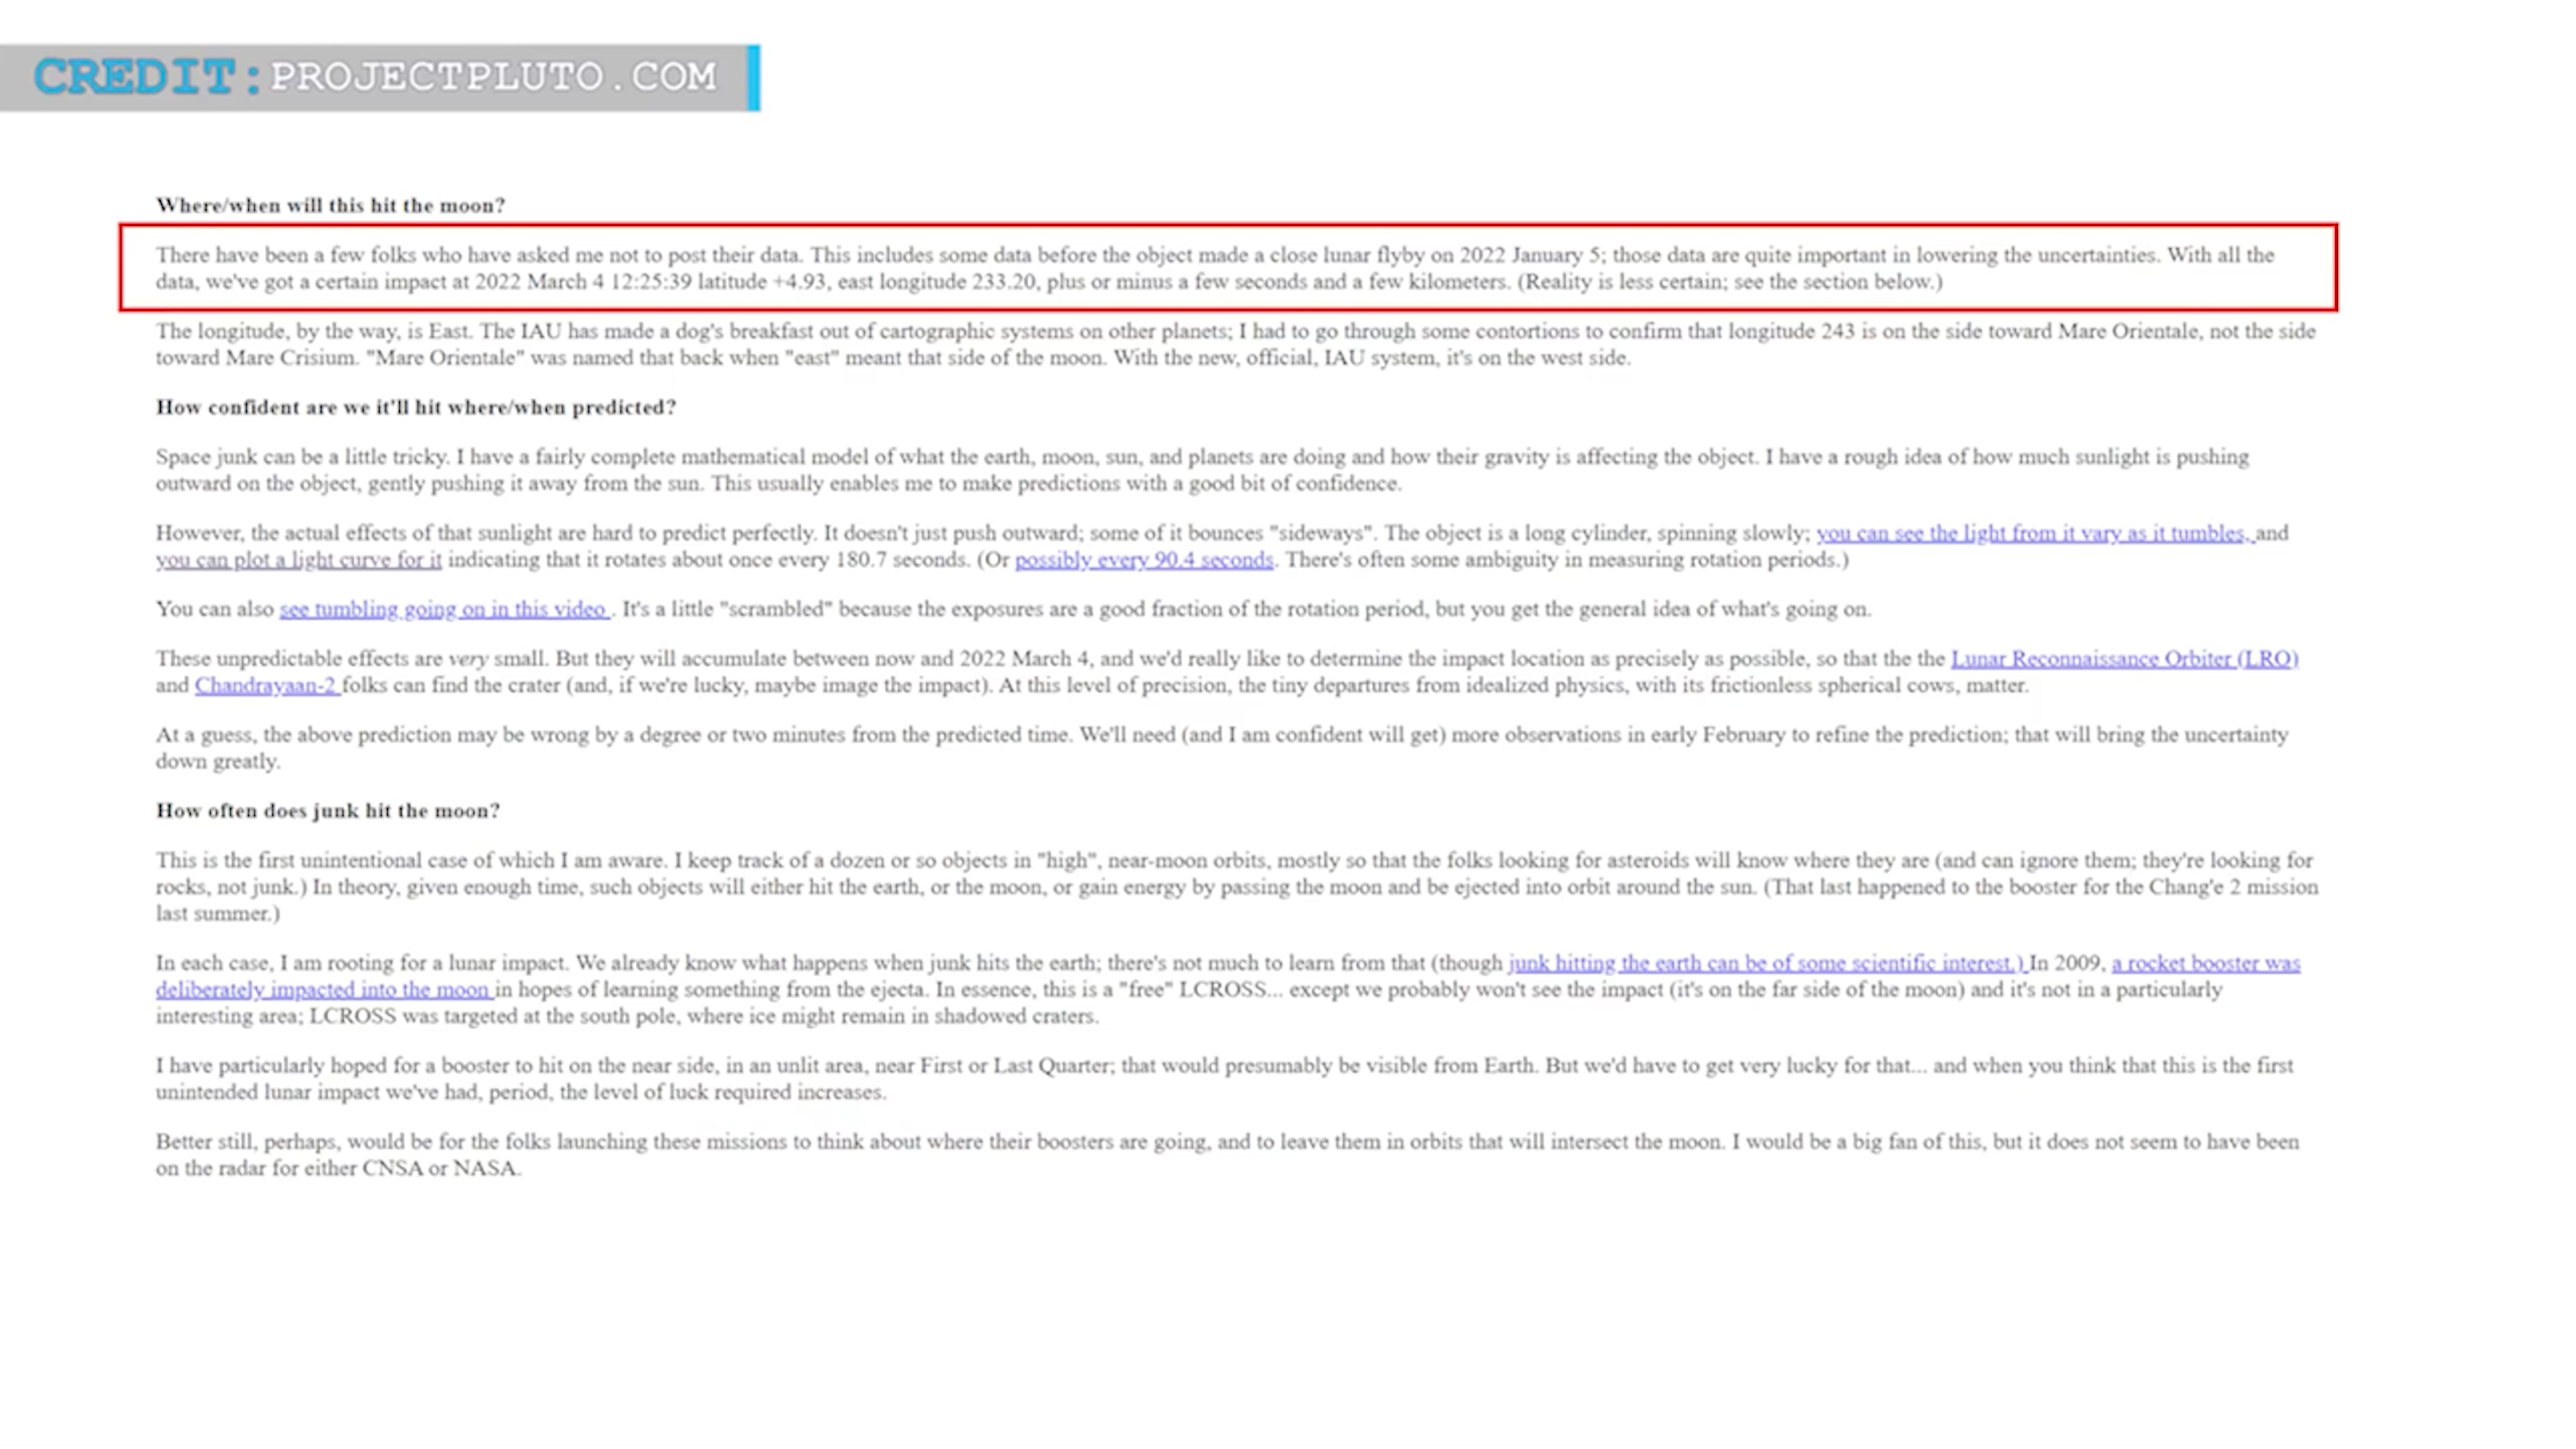 CREDIT: PROJECTPLUTO.COM
Where/when will this hit the moon?
There have been a few folks who have asked me not to post their data. This includes some data before the object made a close lunar flyby on 2022 January 5; those data are quite important in lowering the uncertainties. With all the
data, we've got a certain impact at 2022 March 4 12:25:39 latitude +4.93, east longitude 233.20, plus or minus a few seconds and a few kilometers. (Reality is less certain; see the section below.)
The longitude, by the way, is East. The IAU has made a dog's breakfast out of cartographic systems on other planets; I had to go through some contortions to confirm that longitude 243 is on the side toward Mare Orientale, not the side
toward Mare Crisium. "Mare Orientale" was named that back when "east" meant that side of the moon. With the new, official, IAU system, it's on the west side.
How confident are we it'll hit where/when predicted?
Space junk can be a little tricky. I have a fairly complete mathematical model of what the earth, moon, sun, and planets are doing and how their gravity is affecting the object. I have a rough idea of how much sunlight is pushing
outward on the object, gently pushing it away from the sun. This usually enables me to make predictions with a good bit of confidence.
However, the actual effects of that sunlight are hard to predict perfectly. It doesn't just push outward; some of it bounces "sideways". The object is a long cylinder, spinning slowly; you can see the light from it vary as it tumbles, and
you can plot a light curve for it indicating that it rotates about once every 180.7 seconds. (Or possibly every 90.4 seconds. There's often some ambiguity in measuring rotation periods.)
You can also see tumbling going on in this video . It's a little "scrambled" because the exposures are a good fraction of the rotation period, but you get the general idea of what's going on.
These unpredictable effects are very small. But they will accumulate between now and 2022 March 4, and we'd really like to determine the impact location as precisely as possible, so that the the Lunar Reconnaissance Orbiter (LRO)
and Chandrayaan-2 folks can find the crater (and, if we're lucky, maybe image the impact). At this level of precision, the tiny departures from idealized physics, with its frictionless spherical cows, matter.
At a guess, the above prediction may be wrong by a degree or two minutes from the predicted time. We'll need (and I am confident will get) more observations in early February to refine the prediction; that will bring the uncertainty
down greatly.
How often does junk hit the moon?
This is the first unintentional case of which I am aware. I keep track of a dozen or so objects in "high", near-moon orbits, mostly so that the folks looking for asteroids will know where they are (and can ignore them; they're looking for
rocks, not junk.) In theory, given enough time, such objects will either hit the earth, or the moon, or gain energy by passing the moon and be ejected into orbit around the sun. (That last happened to the booster for the Chang'e 2 mission
last summer.)
In each case, I am rooting for a lunar impact. We already know what happens when junk hits the earth; there's not much to learn from that (though junk hitting the earth can be of some scientific interest.) In 2009, a rocket booster was
deliberately impacted into the moon in hopes of learning something from the ejecta. In essence, this is a "free" LCROSS... except we probably won't see the impact (it's on the far side of the moon) and it's not in a particularly
interesting area; LCROSS was targeted at the south pole, where ice might remain in shadowed craters.
I have particularly hoped for a booster to hit on the near side, in an unlit area, near First or Last Quarter; that would presumably be visible from Earth. But we'd have to get very lucky for that... and when you think that this is the first
unintended lunar impact we've had, period, the level of luck required increases.
Better still, perhaps, would be for the folks launching these missions to think about where their boosters are going, and to leave them in orbits that will intersect the moon. I would be a big fan of this, but it does not seem to have been
on the radar for either CNSA or NASA.